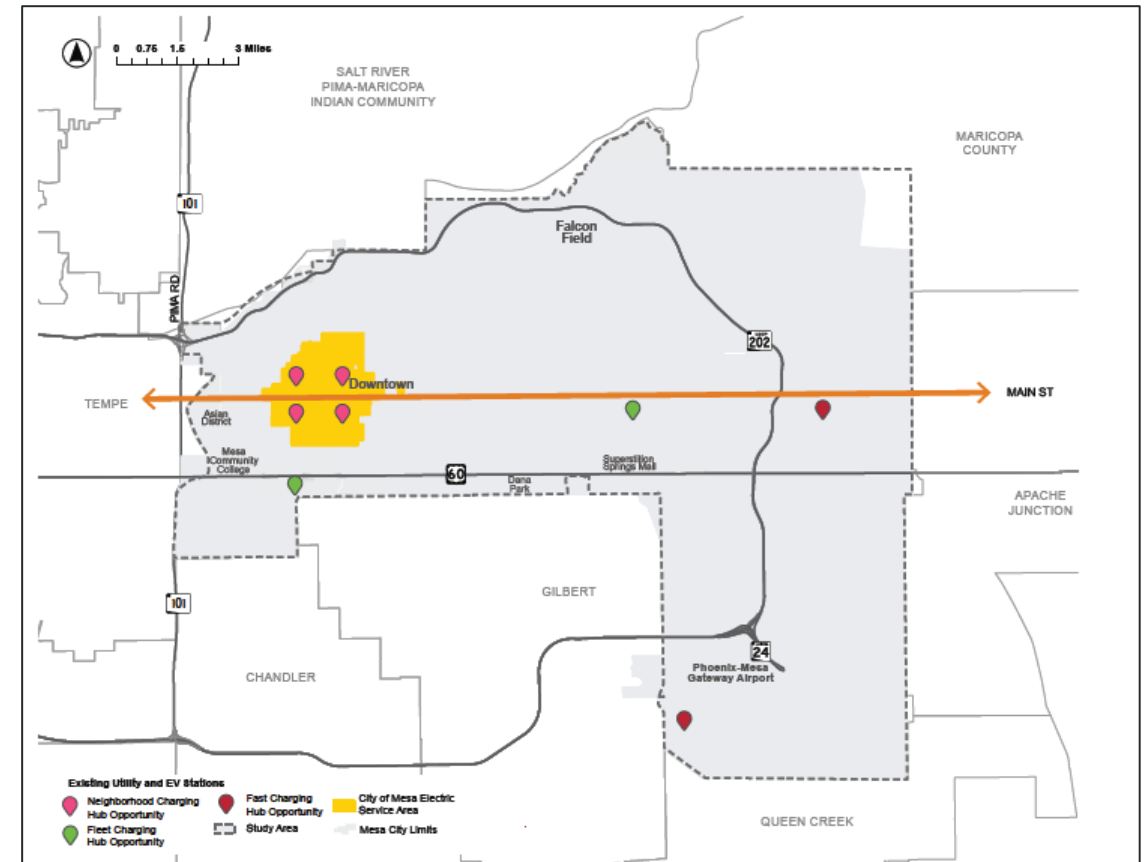 0 0.75 1.5 3 Miles
SALT RIVER
PIMA-MARICOPA
INDIAN COMMUNITY
MARICOPA
COUNTY
101
Falcon
Field
PIMA RD
LOOP
202
Downtown
MAIN ST
TEMPE
Asian
District
Mesa
Community
College
Superstition
Springs Mall
60
Dana
Park
APACHE
JUNCTION
GILBERT
101
24
CHANDLER
Phoenix-Mesa
Gateway Airport
Existing Utility and EV Stations
Neighborhood Charging
Hub Opportunity
Fleet Charging
Hub Opportunity
Fast Charging
Hub Opportunity
Study Area
City of Mesa Electric
Service Area
Mesa City Limits
QUEEN CREEK